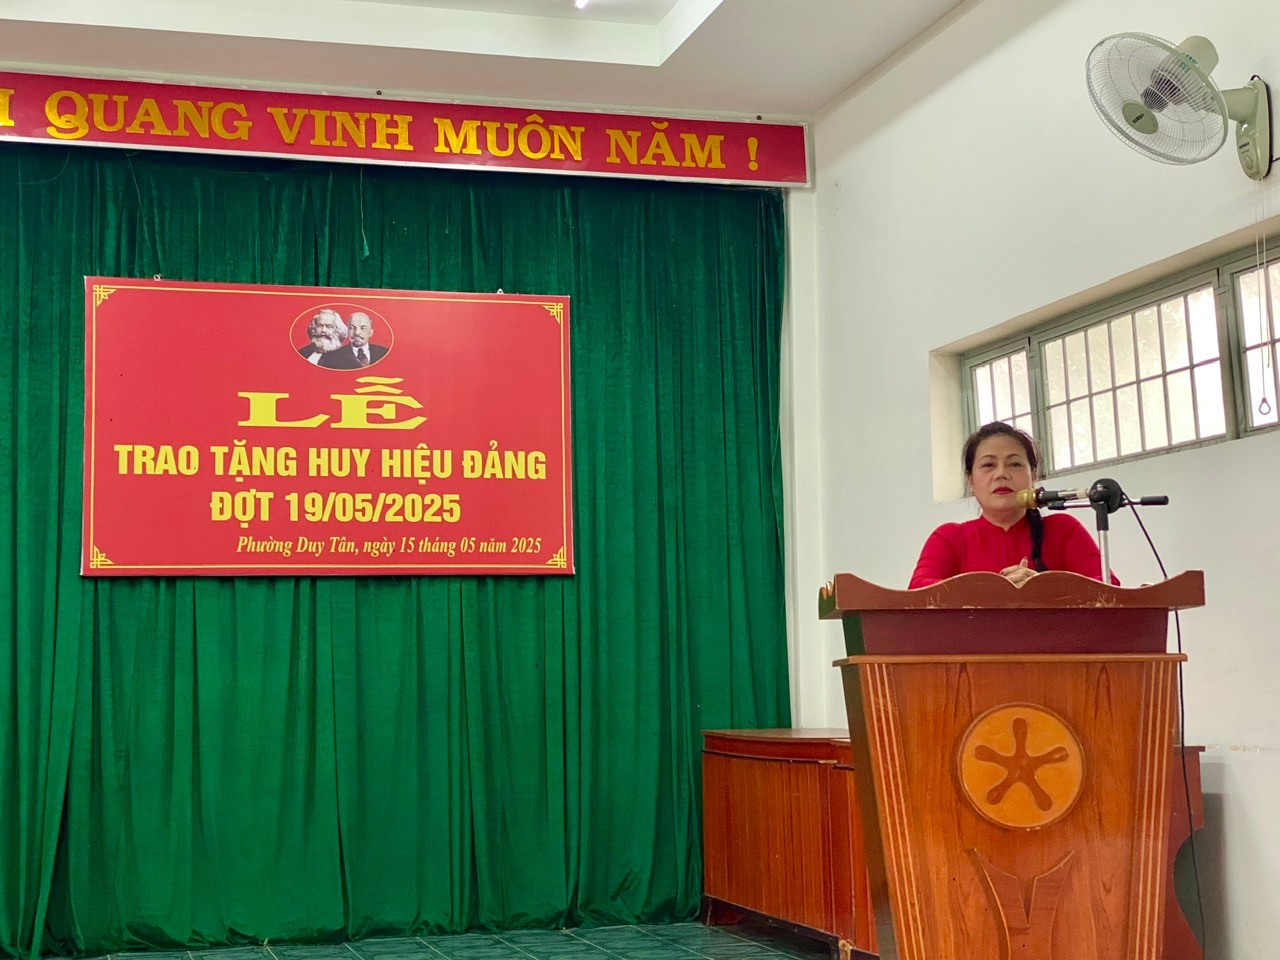 QUANG VINH MUÔN NĂM !
LỄ
TRAO TẶNG HUY HIỆU ĐẢNG
ĐỢT 19/05/2025
Phường Duy Tân, ngày 15 tháng 05 năm 2025